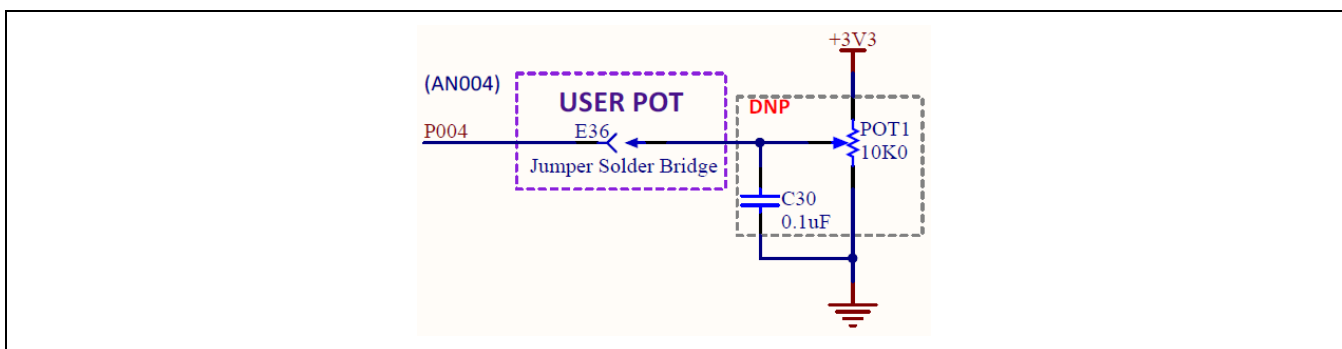 +3V3
(AN004)
USER POT
DNP
P004
E36
POT1
10K0
Jumper Solder Bridge
C30
0.1uF